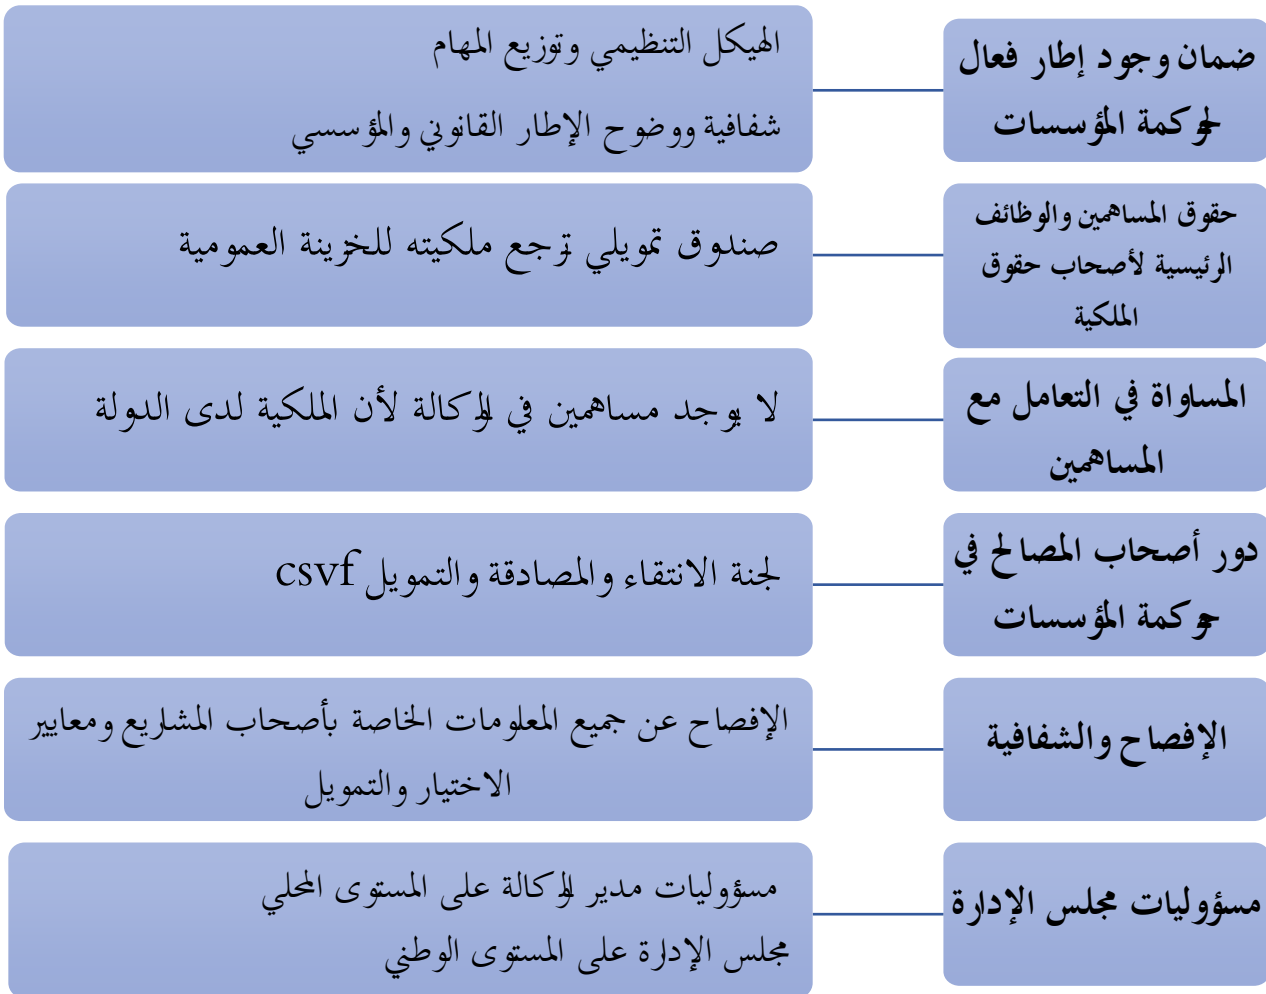 ضمان وجود إطار فعال
لحوكمة المؤسسات
الهيكل التنظيمي وتوزيع المهام
شفافية ووضوح الإطار القانوني والمؤسسي
حقوق المساهمين والوظائف
الرئيسية لأصحاب حقوق
الملكية
صندوق تمويلي ترجع ملكيته للخزينة العمومية
المساواة في التعامل مع
المساهمين
لا يوجد مساهمين في الوكالة لأن الملكية لدى الدولة
دور أصحاب المصالح في
حوكمة المؤسسات
لجنة الانتقاء والمصادقة والتمويل csvf
الإفصاح والشفافية
الإفصاح عن جميع المعلومات الخاصة بأصحاب المشاريع ومعايير
الاختيار والتمويل
مسؤوليات مجلس الإدارة
مسؤوليات مدير الوكالة على المستوى المحلي
مجلس الإدارة على المستوى الوطني